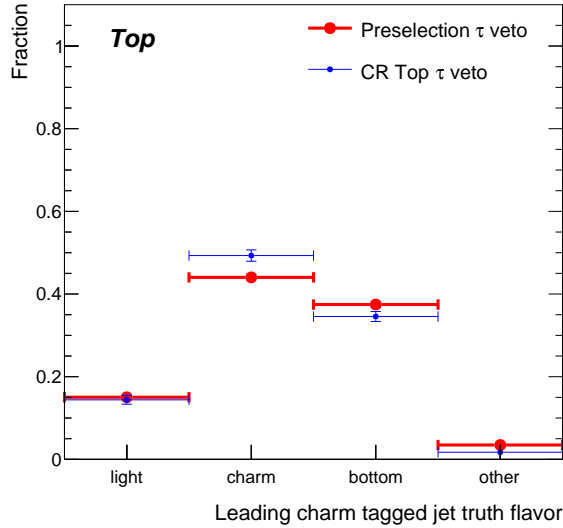 Fraction
Top
Preselection τ veto
CR Top τ veto
1
0.8
0.6
0.4
0.2
0
light charm bottom other
Leading charm tagged jet truth flavor